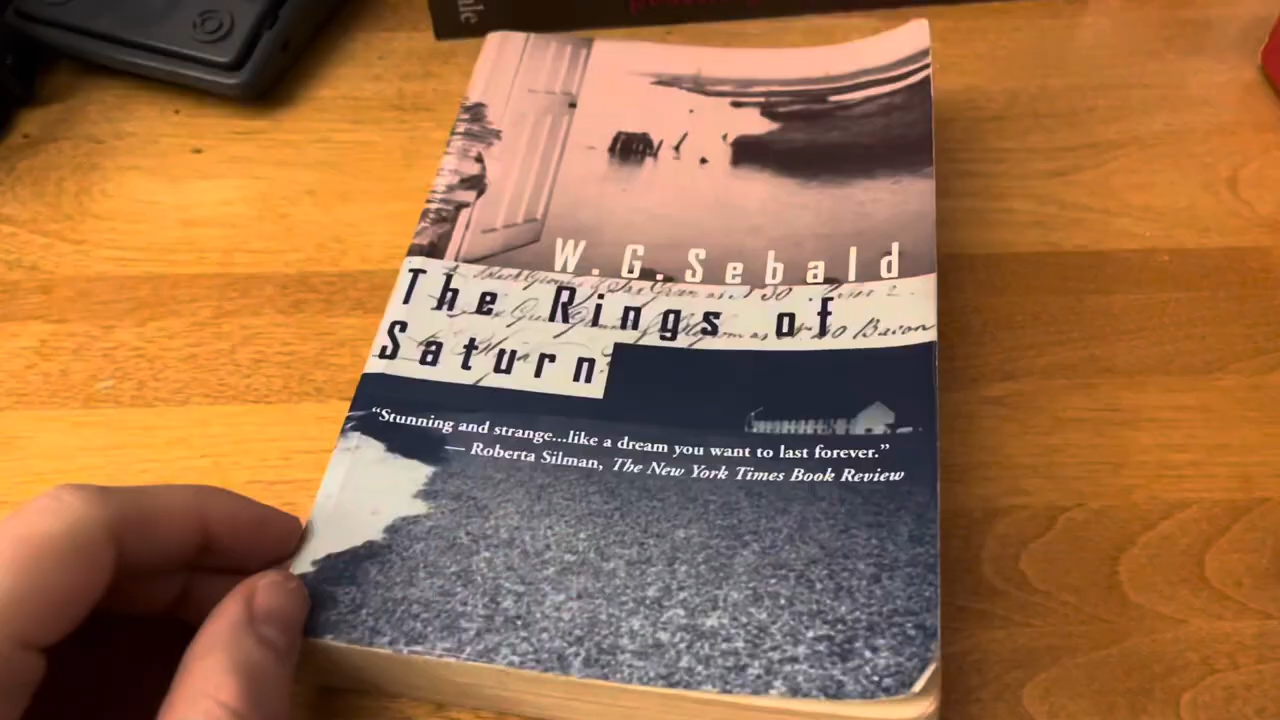 W.G. Sebald
The Rings of
Saturn
"Stunning and strange...like a dream you want to last forever."
— Roberta Silman, The New York Times Book Review